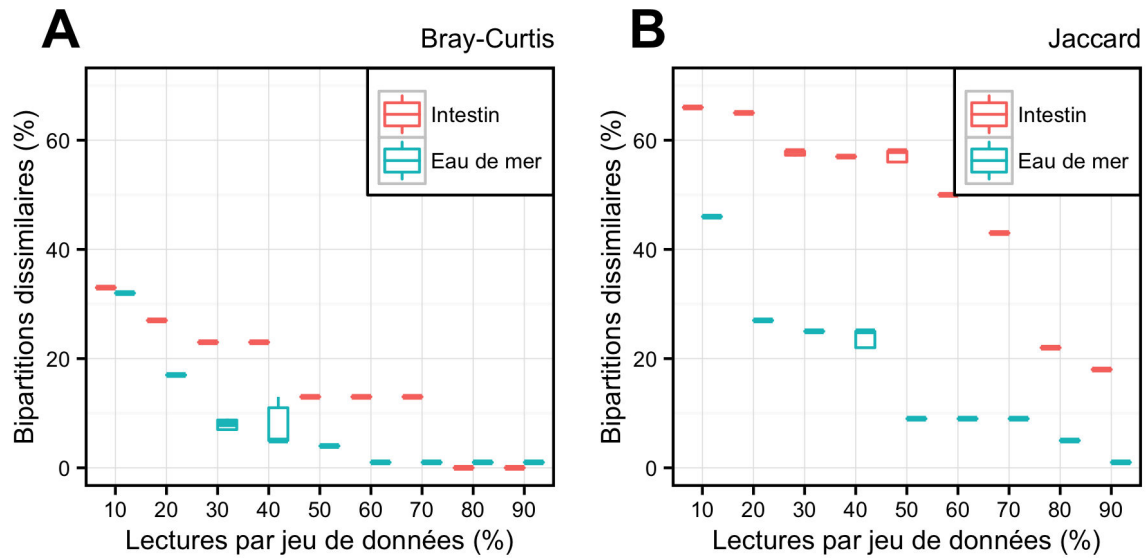 A
Bray-Curtis
Bipartitions dissimilaires (%)
60
40
20
0
Intestin
Eau de mer
10 20 30 40 50 60 70 80 90
Lectures par jeu de données (%)
B
Jaccard
Bipartitions dissimilaires (%)
60
40
20
0
Intestin
Eau de mer
10 20 30 40 50 60 70 80 90
Lectures par jeu de données (%)